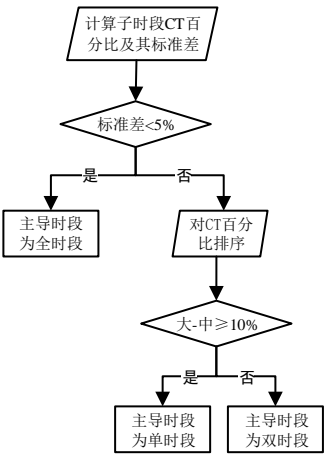 计算子时段CT百
分比及其标准差
标准差<5%
是
否
主导时段
为全时段
对CT百分
比排序
大-中≥10%
是
否
主导时段
为单时段
主导时段
为双时段